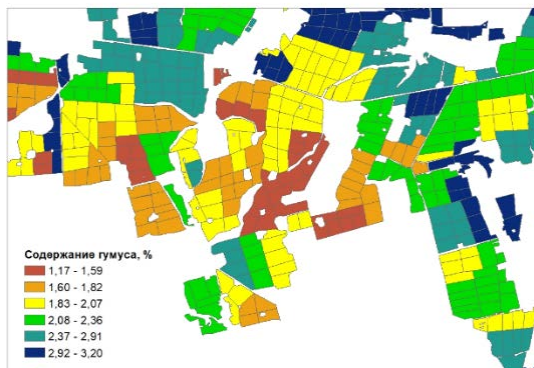 Содержание гумуса, %
1,17 - 1,59
1,60 - 1,82
1,83 - 2,07
2,08 - 2,36
2,37 - 2,91
2,92 - 3,20